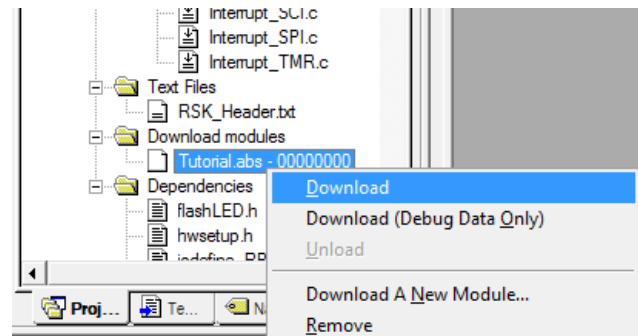 Interrupt_SCI.c
Interrupt_SPI.c
Interrupt_TMR.c
Text Files
RSK_Header.txt
Download modules
Tutorial.abs - 00000000
Dependencies
flashLED.h
hwsetup.h
Download
Download (Debug Data Only)
Unload
Download A New Module...
Remove
Proj...
Te...